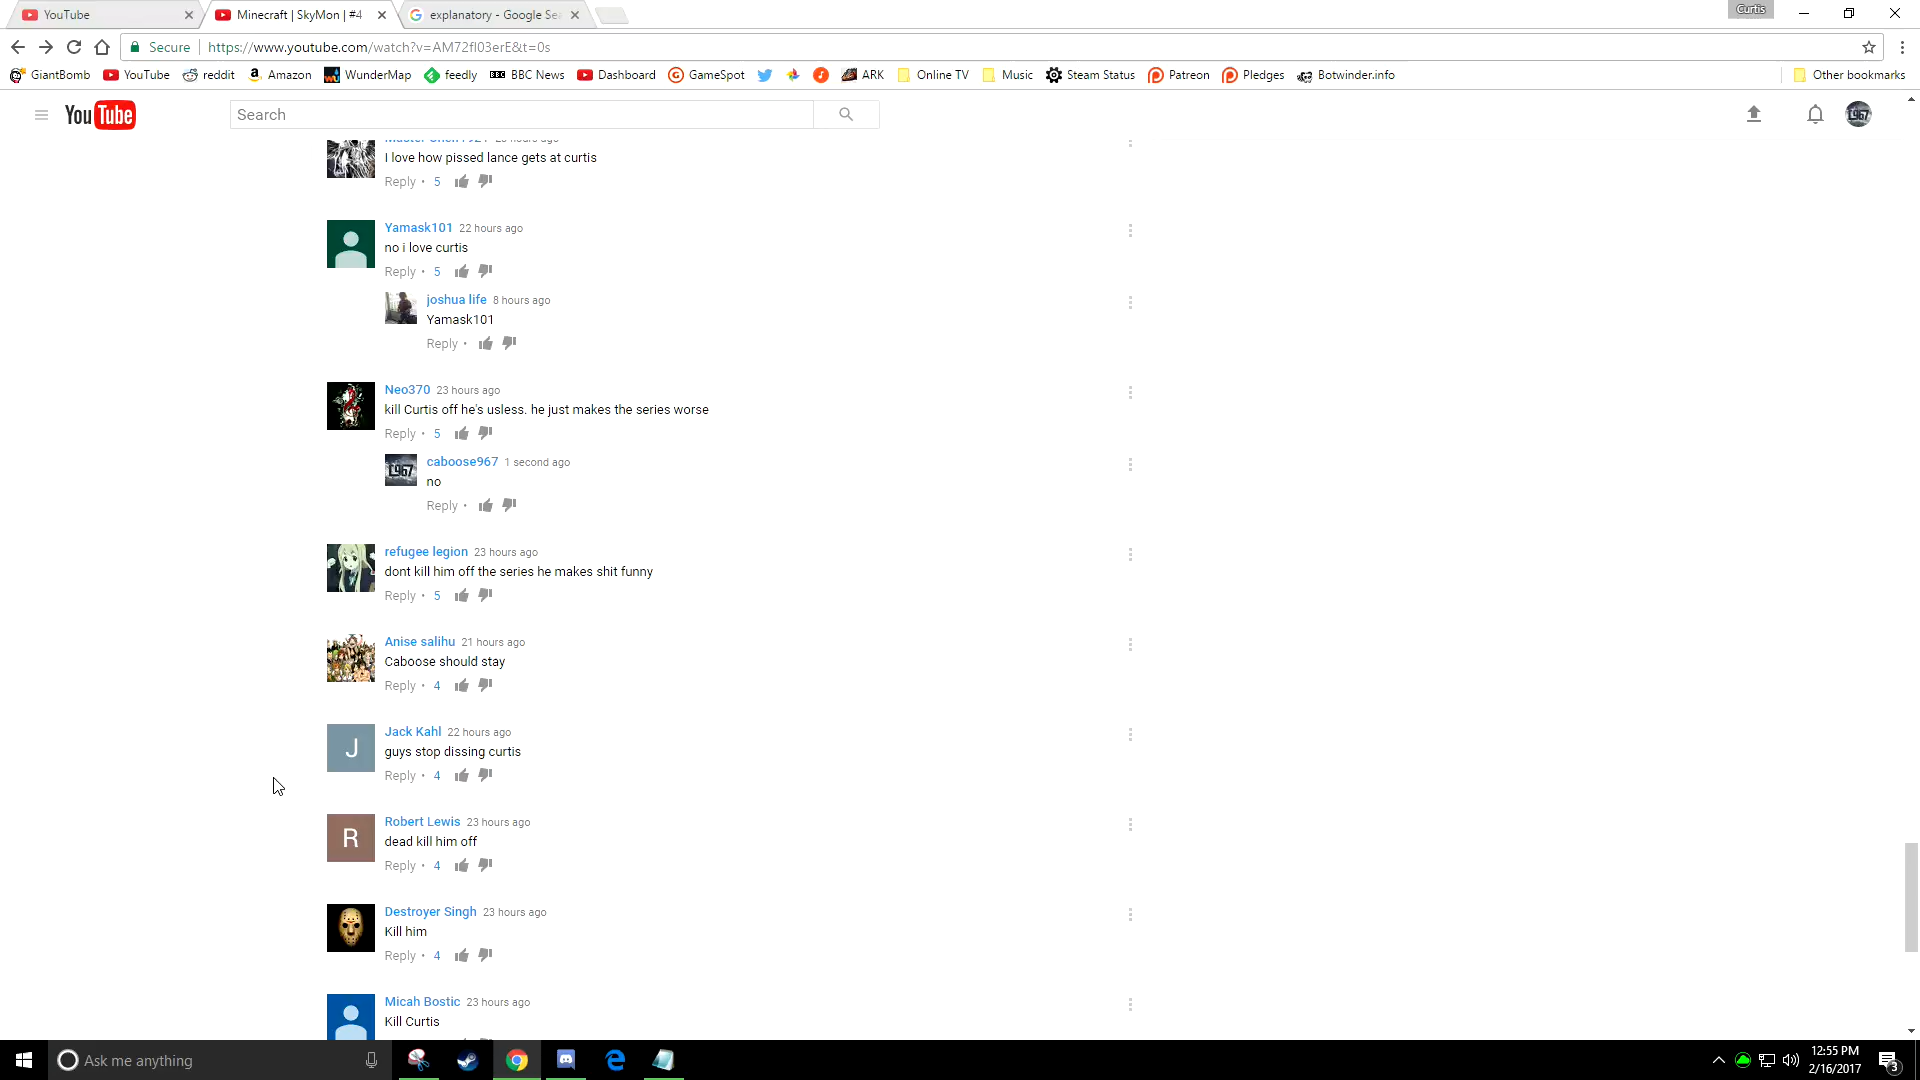 YouTube
Minecraft | SkyMon | #4
explanatory - Google Se
Curtis
Secure
https://www.youtube.com/watch?v=AM72fI03erE&t=0s
GiantBomb
YouTube
reddit
Amazon
WunderMap
feedly
BBC News
Dashboard
GameSpot
ARK
Online TV
Music
Steam Status
Patreon
Pledges
Botwinder.info
Other bookmarks
YouTube
Search
I love how pissed lance gets at curtis
Reply • 5
Yamask101 22 hours ago
no i love curtis
Reply • 5
joshua life 8 hours ago
Yamask101
Reply •
Neo370 23 hours ago
kill Curtis off he's usless. he just makes the series worse
Reply • 5
caboose967 1 second ago
no
Reply •
refugee legion 23 hours ago
dont kill him off the series he makes shit funny
Reply • 5
Anise salihu 21 hours ago
Caboose should stay
Reply • 4
J
Jack Kahl 22 hours ago
guys stop dissing curtis
Reply • 4
R
Robert Lewis 23 hours ago
dead kill him off
Reply • 4
Destroyer Singh 23 hours ago
Kill him
Reply • 4
Micah Bostic 23 hours ago
Kill Curtis
Ask me anything
12:55 PM
2/16/2017
3